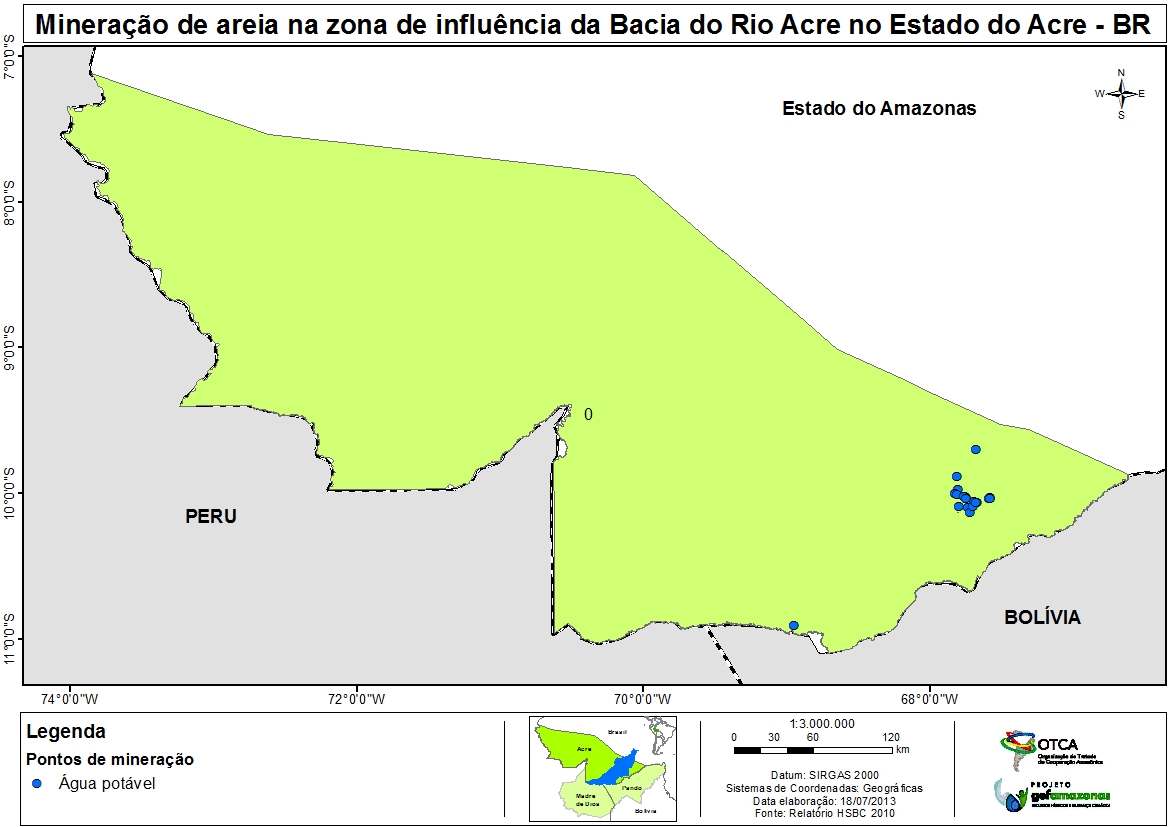 Mineração de areia na zona de influência da Bacia do Rio Acre no Estado do Acre - BR
7°0'0"S
8°0'0"S
9°0'0"S
10°0'0"S
11°0'0"S
N
W E
S
Estado do Amazonas
0
PERU
BOLÍVIA
74°0'0"W
72°0'0"W
70°0'0"W
68°0'0"W
Legenda
Pontos de mineração
Água potável
Brasil
Acre
Pando
Madre
de Dios
Bolívia
1:3.000.000
0 30 60 120
km
Datum: SIRGAS 2000
Sistemas de Coordenadas: Geográficas
Data elaboração: 18/07/2013
Fonte: Relatório HSBC 2010
OTCA
Organização do Tratado
de Cooperação Amazônica
PROJETO
gefamazonas